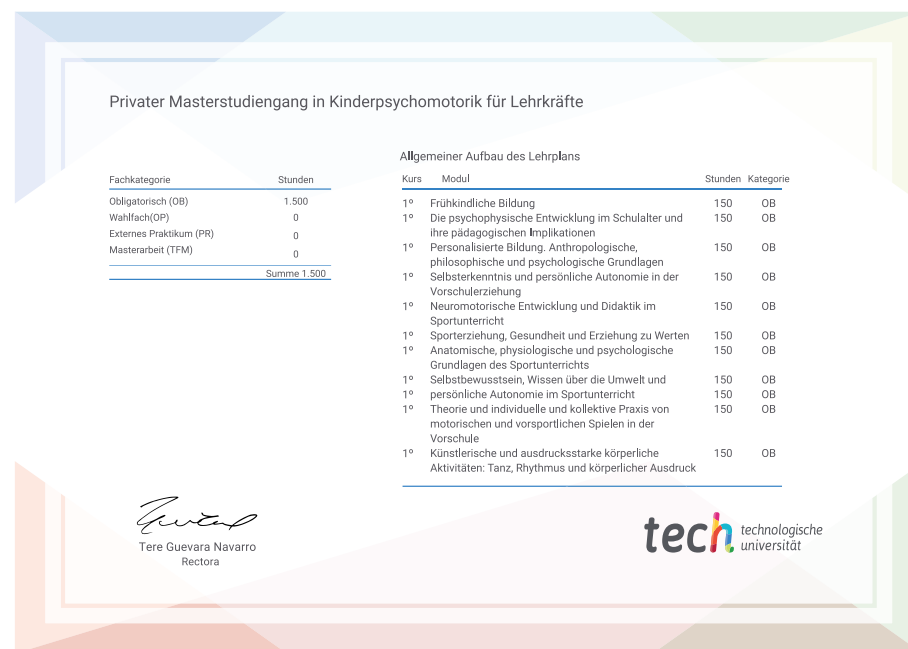 Privater Masterstudiengang in Kinderpsychomotorik für Lehrkräfte
Fachkategorie Stunden
Obligatorisch (OB) 1.500
Wahlfach(OP) 0
Externes Praktikum (PR) 0
Masterarbeit (TFM) 0
Summe 1.500
Allgemeiner Aufbau des Lehrplans
Kurs Modul Stunden Kategorie
1º Frühkindliche Bildung 150 OB
1º Die psychophysische Entwicklung im Schulalter und 150 OB
ihre pädagogischen Implikationen
1º Personalisierte Bildung. Anthropologische, 150 OB
philosophische und psychologische Grundlagen
1º Selbsterkenntnis und persönliche Autonomie in der 150 OB
Vorschulerziehung
1º Neuromotorische Entwicklung und Didaktik im 150 OB
Sportunterricht
1º Sporterziehung, Gesundheit und Erziehung zu Werten 150 OB
1º Anatomische, physiologische und psychologische 150 OB
Grundlagen des Sportunterrichts
1º Selbstbewusstsein, Wissen über die Umwelt und 150 OB
1º persönliche Autonomie im Sportunterricht 150 OB
1º Theorie und individuelle und kollektive Praxis von 150 OB
motorischen und vorsportlichen Spielen in der
Vorschule
1º Künstlerische und ausdrucksstarke körperliche 150 OB
Aktivitäten: Tanz, Rhythmus und körperlicher Ausdruck
Tere Guevara Navarro
Rectora
tech technologische
universität